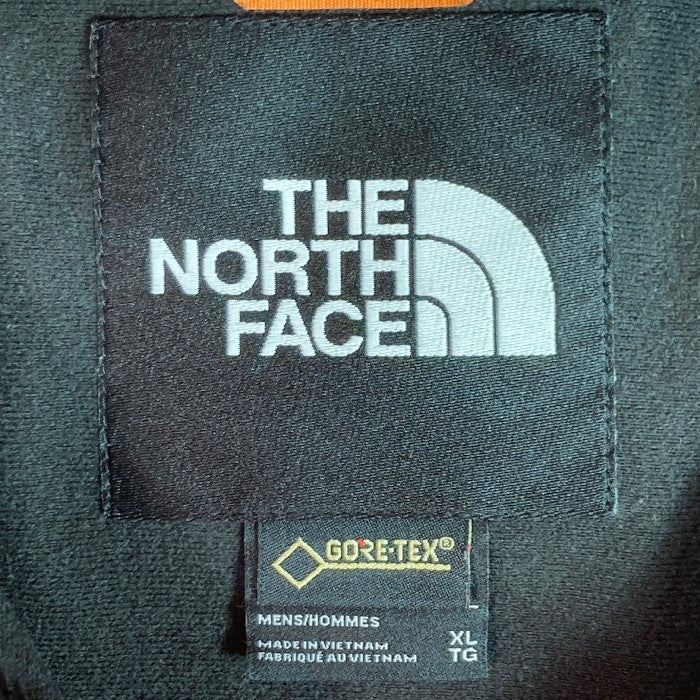 THE
NORTH
FACE
GORE-TEX®
MENS/HOMMES
MADE IN VIETNAM XL
FABRIQUÉ AU VIETNAM TG